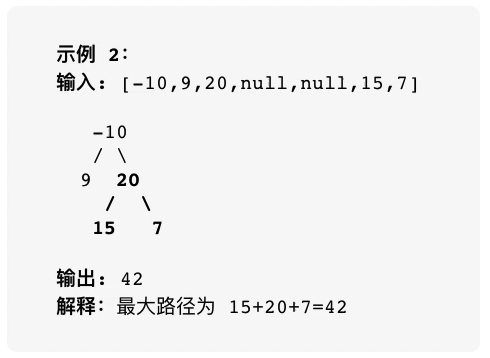 示例 2：
输入：[-10,9,20,null,null,15,7]
-10
/ \
9 20
/ \
15 7
输出：42
解释：最大路径为 15+20+7=42